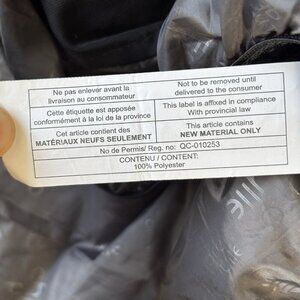 Ne pas enlever avant la
livraison au consommateur
Not to be removed until
delivered to the consumer
Cette étiquette est apposée
conformément à la loi de la province
This label is affixed in compliance
With provincial law
Cet article contient des
MATÉRIAUX NEUFS SEULEMENT
This article contains
NEW MATERIAL ONLY
No de Permis/ Reg. no: QC-010253
CONTENU / CONTENT:
100% Polyester